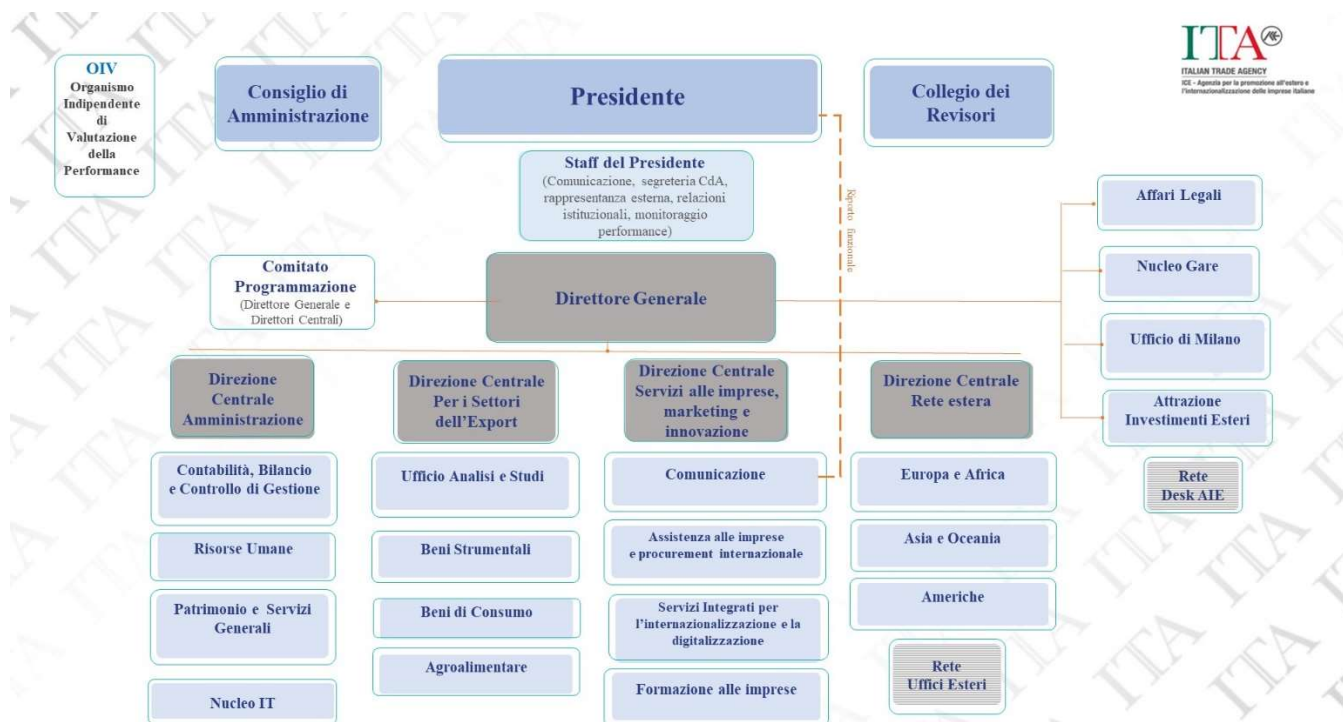 OIV
Organismo
Indipendente
di
Valutazione
della
Performance
Consiglio di
Amministrazione
Presidente
Collegio dei
Revisori
ITA
ITALIAN TRADE AGENCY
ICE - Agenzia per la promozione all'estero e
l'internazionalizzazione delle imprese italiane
Staff del Presidente
(Comunicazione, segreteria CdA,
rappresentanza esterna, relazioni
istituzionali, monitoraggio
performance)
Riporto funzionale
Comitato
Programmazione
(Direttore Generale e
Direttori Centrali)
Direttore Generale
Affari Legali
Nucleo Gare
Ufficio di Milano
Attrazione
Investimenti Esteri
Rete
Desk AIE
Direzione
Centrale
Amministrazione
Contabilità, Bilancio
e Controllo di Gestione
Risorse Umane
Patrimonio e Servizi
Generali
Nucleo IT
Direzione Centrale
Per i Settori
dell'Export
Ufficio Analisi e Studi
Beni Strumentali
Beni di Consumo
Agroalimentare
Direzione Centrale
Servizi alle imprese,
marketing e
innovazione
Comunicazione
Assistenza alle imprese
e procurement internazionale
Servizi Integrati per
l'internazionalizzazione e la
digitalizzazione
Formazione alle imprese
Direzione Centrale
Rete estera
Europa e Africa
Asia e Oceania
Americhe
Rete
Uffici Esteri